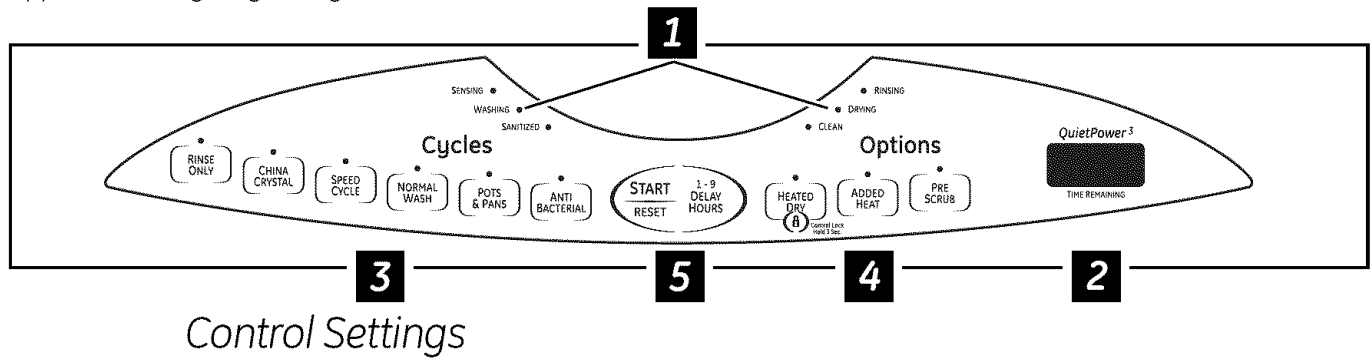 1
SENSING
WASHING
SANITIZED
RINSING
DRYING
CLEAN
Cycles
Options
QuietPower 3
TIME REMAINING
RINSE
ONLY
CHINA
CRYSTAL
SPEED
CYCLE
NORMAL
WASH
POTS
& PANS
ANTI
BACTERIAL
START
RESET
1 - 9
DELAY
HOURS
HEATED
DRY
Control Lock
Hold 3 Sec.
ADDED
HEAT
PRE
SCRUB
3
5
4
2
Control Settings